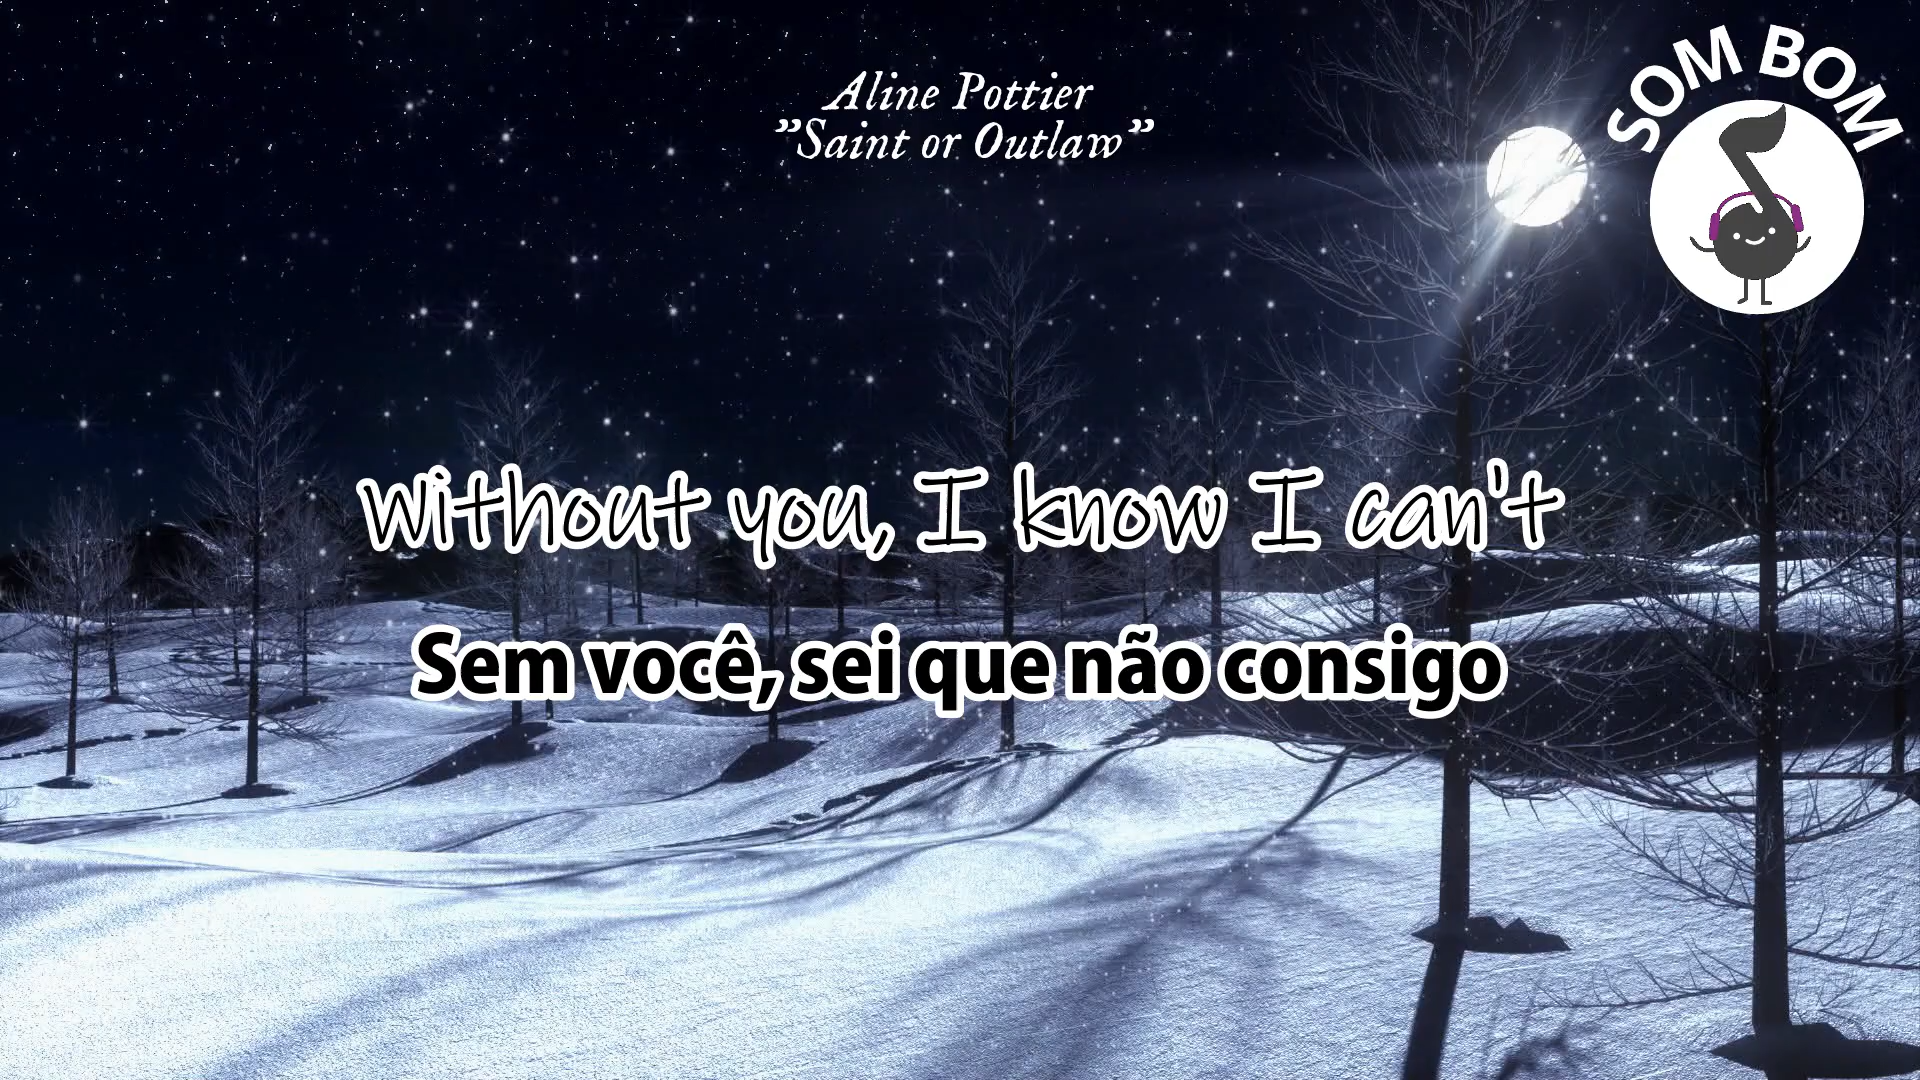 Aline Pottier
"Saint or Outlaw"
SOM BOM
Without you, I know I can't
Sem você, sei que não consigo